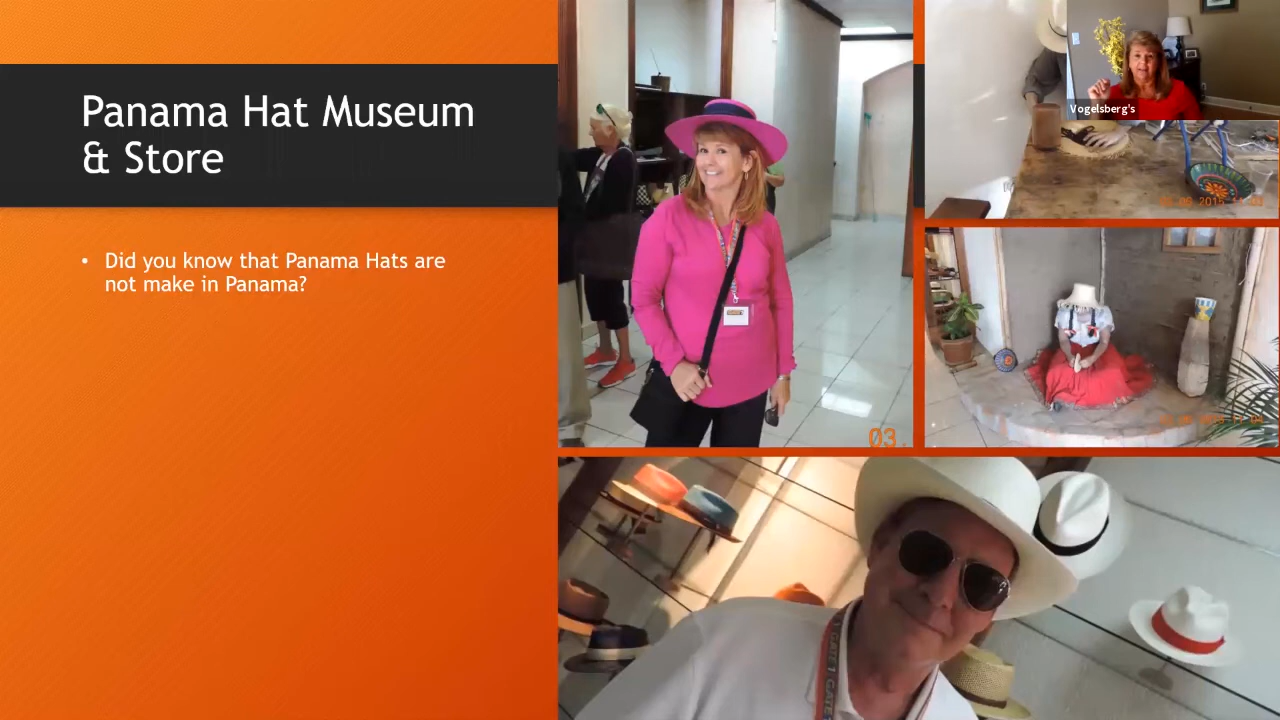 Panama Hat Museum
& Store
• Did you know that Panama Hats are
not make in Panama?
Vogelsberg's
03.